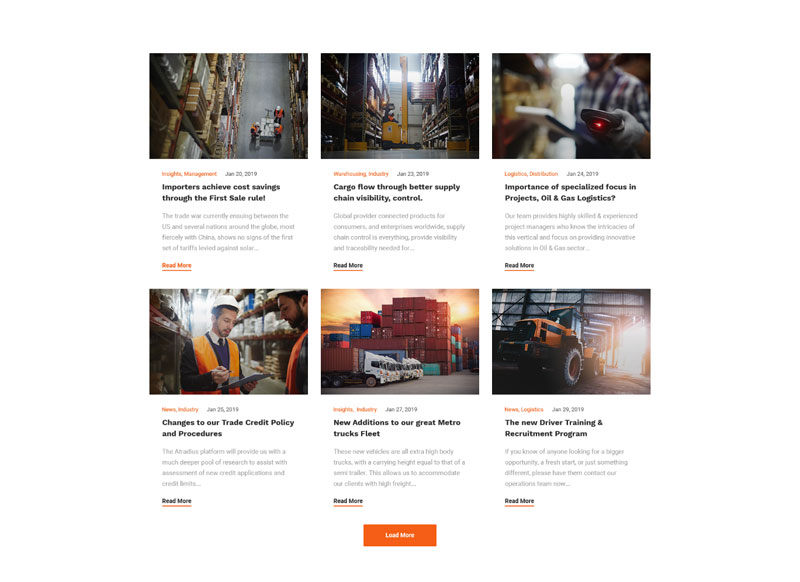 Insights, Management Jan 20, 2019
Importers achieve cost savings
through the First Sale rule!
The trade war currently ensuing between the
US and several nations around the globe, most
fiercely with China, shows no signs of the first
set of tariffs levied against solar...
Read More
Warehousing, Industry Jan 23, 2019
Cargo flow through better supply
chain visibility, control.
Global provider connected products for
consumers, and enterprises worldwide, supply
chain control is everything, provide visibility
and traceability needed for...
Read More
Logistics, Distribution Jan 24, 2019
Importance of specialized focus in
Projects, Oil & Gas Logistics?
Our team provides highly skilled & experienced
project managers who know the intricacies of
this vertical and focus on providing innovative
solutions in Oil & Gas sector...
Read More
News, Industry Jan 25, 2019
Changes to our Trade Credit Policy
and Procedures
The Atradius platform will provide us with a
much deeper pool of research to assist with
assessment of new credit applications and
credit limits...
Read More
Insights, Industry Jan 27, 2019
New Additions to our great Metro
trucks Fleet
These new vehicles are all extra high body
trucks, with a carrying height equal to that of a
semi trailer. This allows us to accommodate
our clients with high freight...
Read More
News, Logistics Jan 29, 2019
The new Driver Training &
Recruitment Program
If you know of anyone looking for a bigger
opportunity, a fresh start, or just something
different, please have them contact our
operations team now...
Read More
Load More